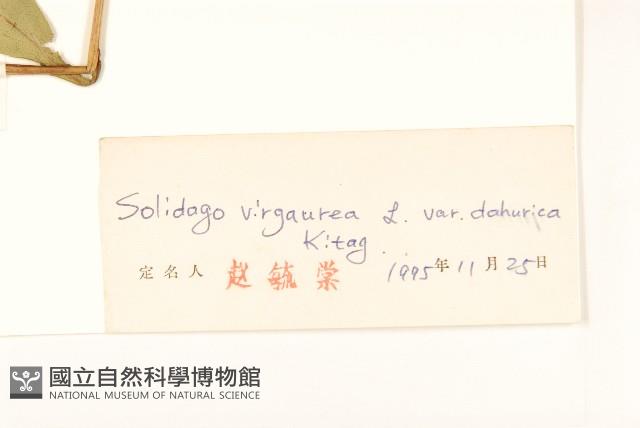 Solidago virgaurea L. var. dahurica
Kitag.
定名人 赵毓棠 1995年11月25日
國立自然科學博物館
NATIONAL MUSEUM OF NATURAL SCIENCE